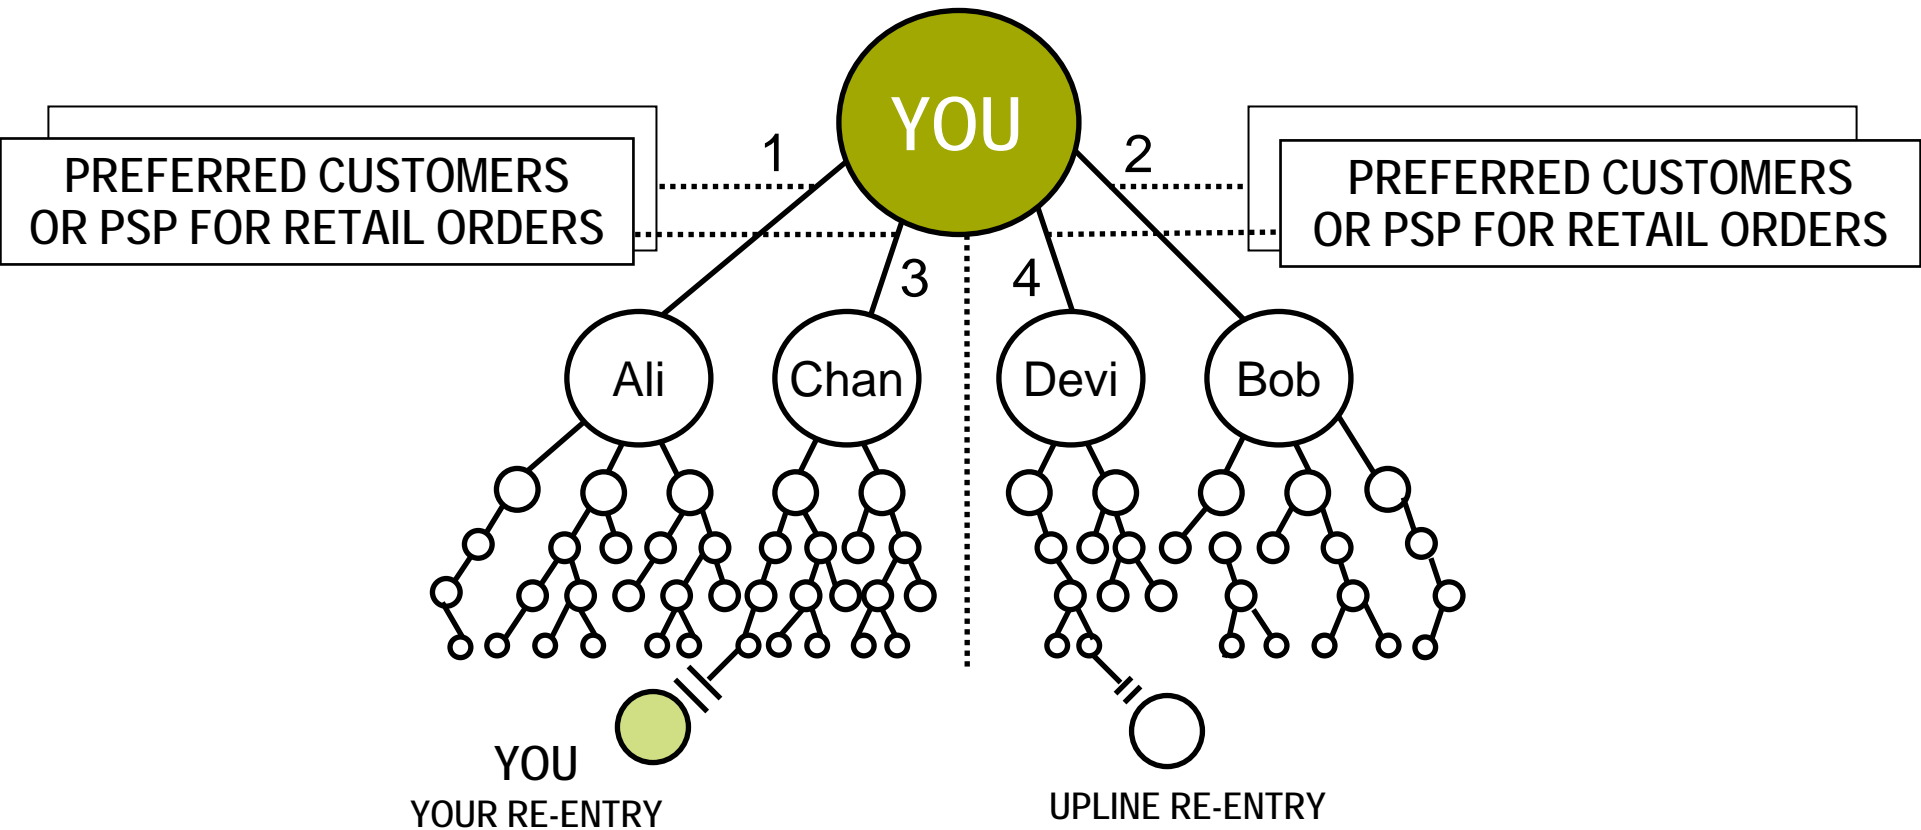 YOU
1
2
PREFERRED CUSTOMERS
OR PSP FOR RETAIL ORDERS
PREFERRED CUSTOMERS
OR PSP FOR RETAIL ORDERS
3
4
Ali
Chan
Devi
Bob
YOU
YOUR RE-ENTRY
UPLINE RE-ENTRY